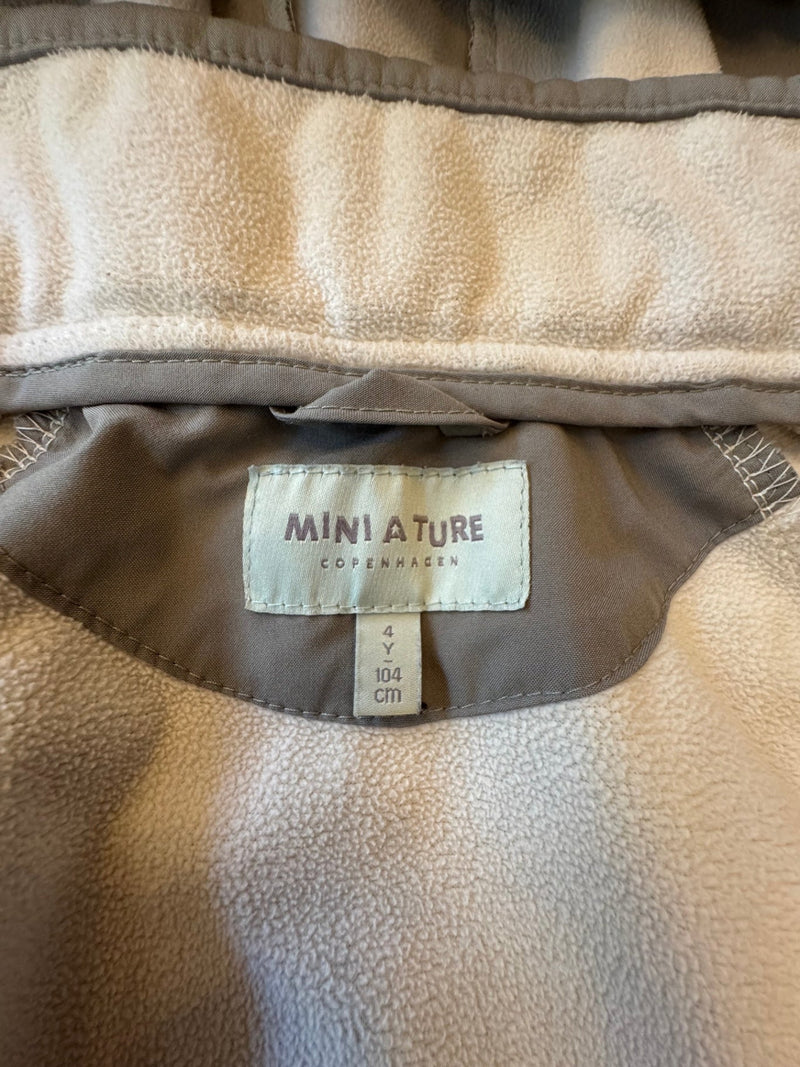 MINI A TURE
COPENHAGEN
4
Y
-
104
cm